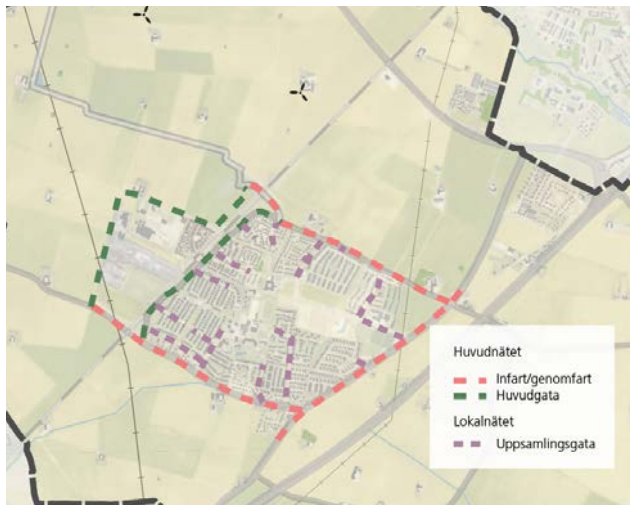 Huvudnätet
Infart/genomfart
Huvudgata
Lokalnätet
Uppsamlingsgata